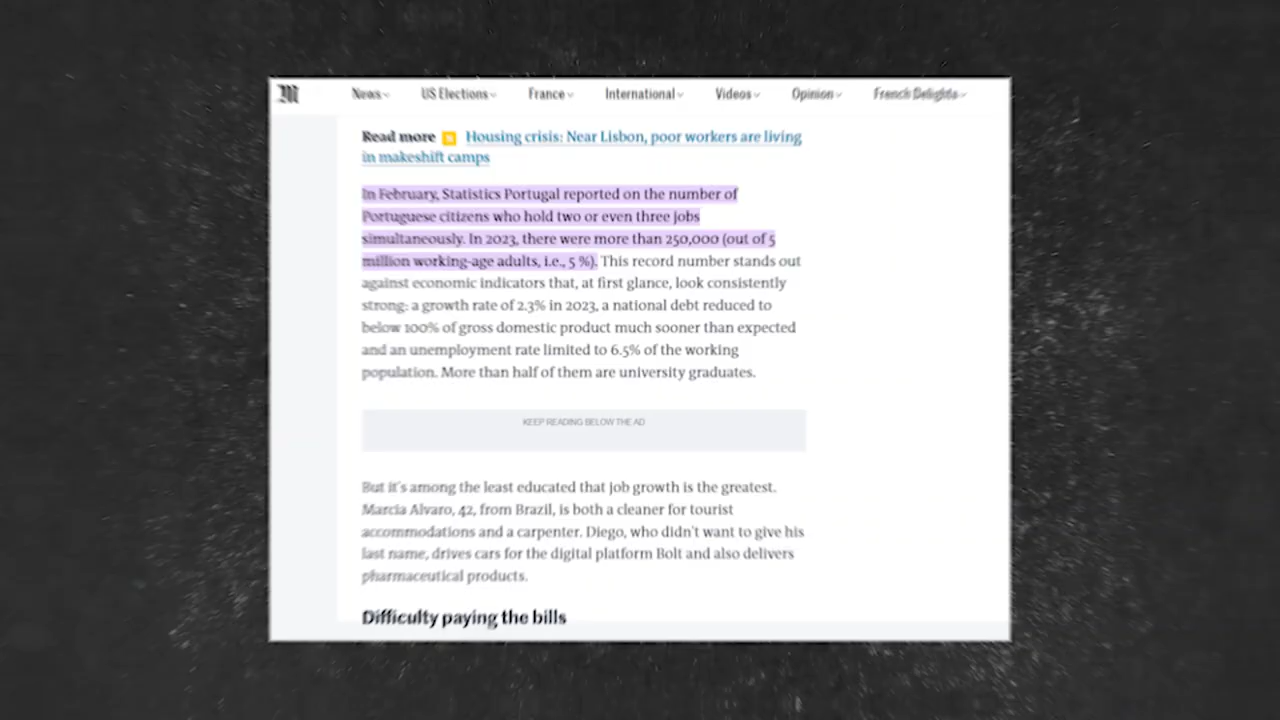 News US Elections France International Videos Opinion French Delights
Read more Housing crisis: Near Lisbon, poor workers are living
in makeshift camps
In February, Statistics Portugal reported on the number of
Portuguese citizens who hold two or even three jobs
simultaneously. In 2023, there were more than 250,000 (out of 5
million working-age adults, i.e., 5 %). This record number stands out
against economic indicators that, at first glance, look consistently
strong: a growth rate of 2.3% in 2023, a national debt reduced to
below 100% of gross domestic product much sooner than expected
and an unemployment rate limited to 6.5% of the working
population. More than half of them are university graduates.
KEEP READING BELOW THE AD
But it's among the least educated that job growth is the greatest.
Marcia Alvaro, 42, from Brazil, is both a cleaner for tourist
accommodations and a carpenter. Diego, who didn't want to give his
last name, drives cars for the digital platform Bolt and also delivers
pharmaceutical products.
Difficulty paying the bills